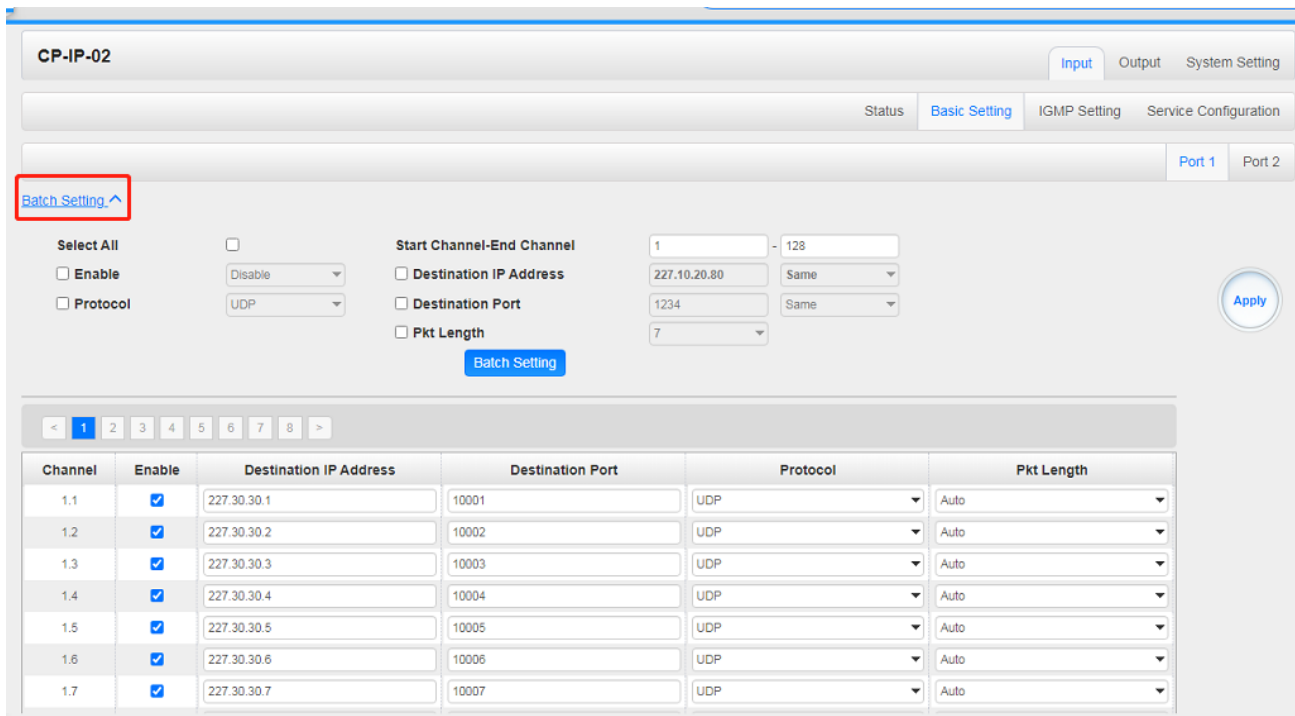 CP-IP-02
Input Output System Setting
Status Basic Setting IGMP Setting Service Configuration
Port 1 Port 2
Batch Setting
Select All Start Channel-End Channel 1 - 128
Enable Disable Destination IP Address 227.10.20.80 Same
Protocol UDP Destination Port 1234 Same
Apply
Pkt Length 7
Batch Setting
< 1 2 3 4 5 6 7 8 >
Channel Enable Destination IP Address Destination Port Protocol Pkt Length
1.1 227.30.30.1 10001 UDP Auto
1.2 227.30.30.2 10002 UDP Auto
1.3 227.30.30.3 10003 UDP Auto
1.4 227.30.30.4 10004 UDP Auto
1.5 227.30.30.5 10005 UDP Auto
1.6 227.30.30.6 10006 UDP Auto
1.7 227.30.30.7 10007 UDP Auto